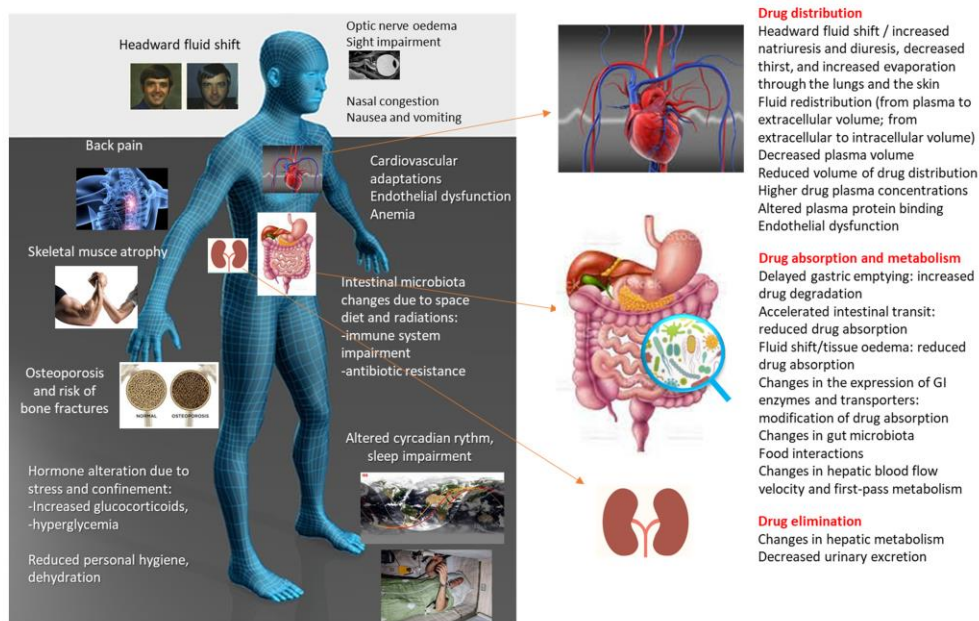 Headward fluid shift
Optic nerve oedema
Sight impairment
Nasal congestion
Nausea and vomiting
Back pain
Cardiovascular
adaptations
Endothelial dysfunction
Anemia
Skeletal musce atrophy
Intestinal microbiota
changes due to space
diet and radiations:
-immune system
impairment
-antibiotic resistance
Osteoporosis
and risk of
bone fractures
NORMAL
OSTEOPOROSIS
Altered cyrcadian rythm,
sleep impairment
Hormone alteration due to
stress and confinement:
-Increased glucocorticoids,
-hyperglycemia
Reduced personal hygiene,
dehydration
Drug distribution
Headward fluid shift / increased
natriuresis and diuresis, decreased
thirst, and increased evaporation
through the lungs and the skin
Fluid redistribution (from plasma to
extracellular volume; from
extracellular to intracellular volume)
Decreased plasma volume
Reduced volume of drug distribution
Higher drug plasma concentrations
Altered plasma protein binding
Endothelial dysfunction
Drug absorption and metabolism
Delayed gastric emptying: increased
drug degradation
Accelerated intestinal transit:
reduced drug absorption
Fluid shift/tissue oedema: reduced
drug absorption
Changes in the expression of GI
enzymes and transporters:
modification of drug absorption
Changes in gut microbiota
Food interactions
Changes in hepatic blood flow
velocity and first-pass metabolism
Drug elimination
Changes in hepatic metabolism
Decreased urinary excretion